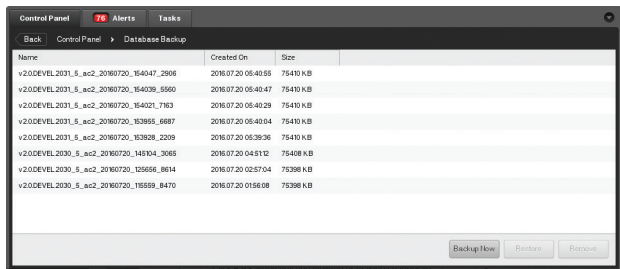 Control Panel 76 Alerts Tasks
Back Control Panel > Database Backup
Name Created On Size
v2.0.DEVEL.2031_5_ac2_20160720_154047_2906 2016.07.20 05:40:55 75410 KB
v2.0.DEVEL.2031_5_ac2_20160720_154039_5560 2016.07.20 05:40:47 75410 KB
v2.0.DEVEL.2031_5_ac2_20160720_154021_7163 2016.07.20 05:40:29 75410 KB
v2.0.DEVEL.2031_5_ac2_20160720_153955_6687 2016.07.20 05:40:04 75410 KB
v2.0.DEVEL.2031_5_ac2_20160720_153928_2209 2016.07.20 05:39:36 75410 KB
v2.0.DEVEL.2030_5_ac2_20160720_145104_3065 2016.07.20 04:51:12 75408 KB
v2.0.DEVEL.2030_5_ac2_20160720_125656_8614 2016.07.20 02:57:04 75398 KB
v2.0.DEVEL.2030_5_ac2_20160720_115559_8470 2016.07.20 01:56:08 75398 KB
Backup Now Restore Remove